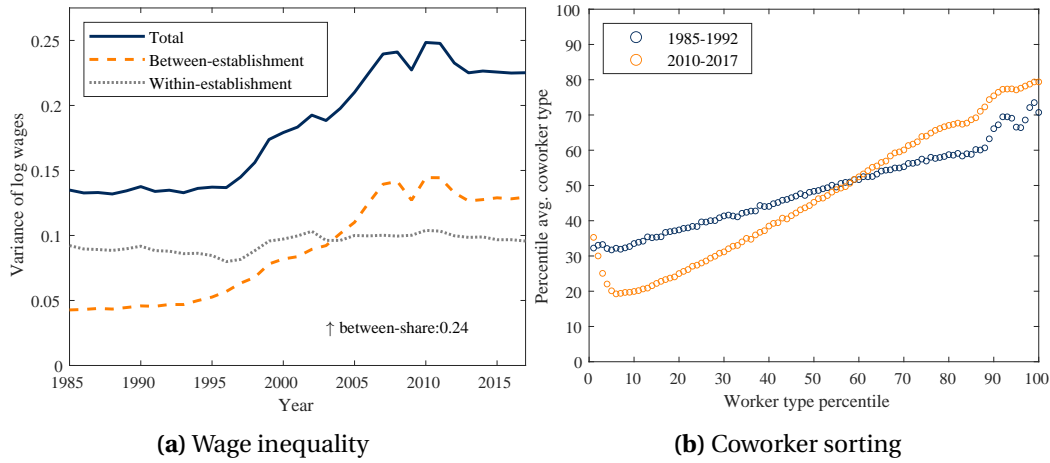 Total
Between-establishment
Within-establishment
0.25
0.2
0.15
0.1
0.05
0
Variance of log wages
↑ between-share:0.24
1985 1990 1995 2000 2005 2010 2015
Year
(a) Wage inequality
1985-1992
2010-2017
100
90
80
70
60
50
40
30
20
10
0
Percentile avg. coworker type
0 10 20 30 40 50 60 70 80 90 100
Worker type percentile
(b) Coworker sorting